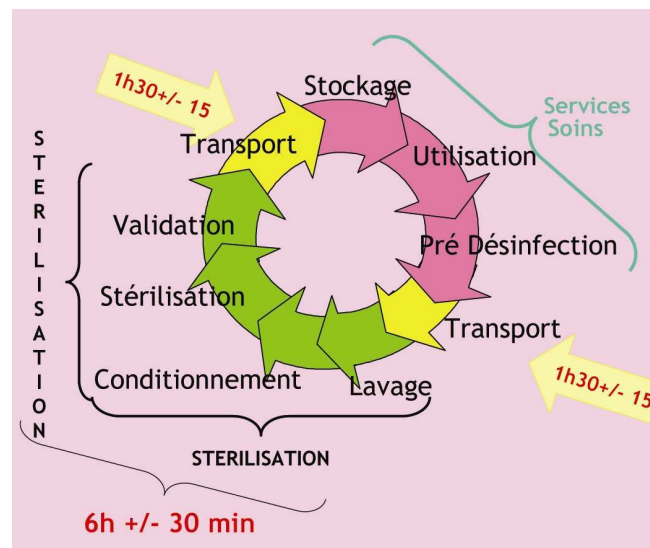 1h30+/- 15
Stockage
Services
Soins
Transport
Utilisation
STERILISATION
Validation
Pré Désinfection
Stérilisation
Transport
Conditionnement
Lavage
1h30+/- 15
STERILISATION
6h +/- 30 min